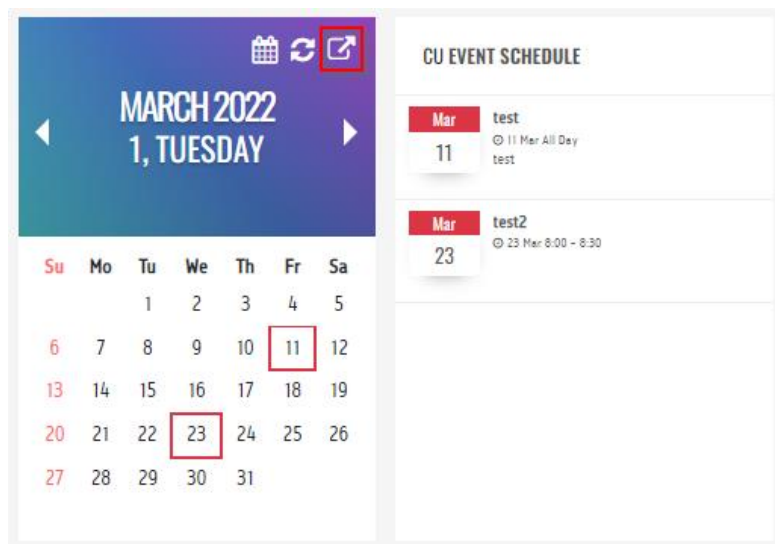 MARCH 2022
1, TUESDAY
Su Mo Tu We Th Fr Sa
1 2 3 4 5
6 7 8 9 10 11 12
13 14 15 16 17 18 19
20 21 22 23 24 25 26
27 28 29 30 31
CU EVENT SCHEDULE
Mar
11
test
11 Mar All Day
test
Mar
23
test2
23 Mar 8:00 - 8:30